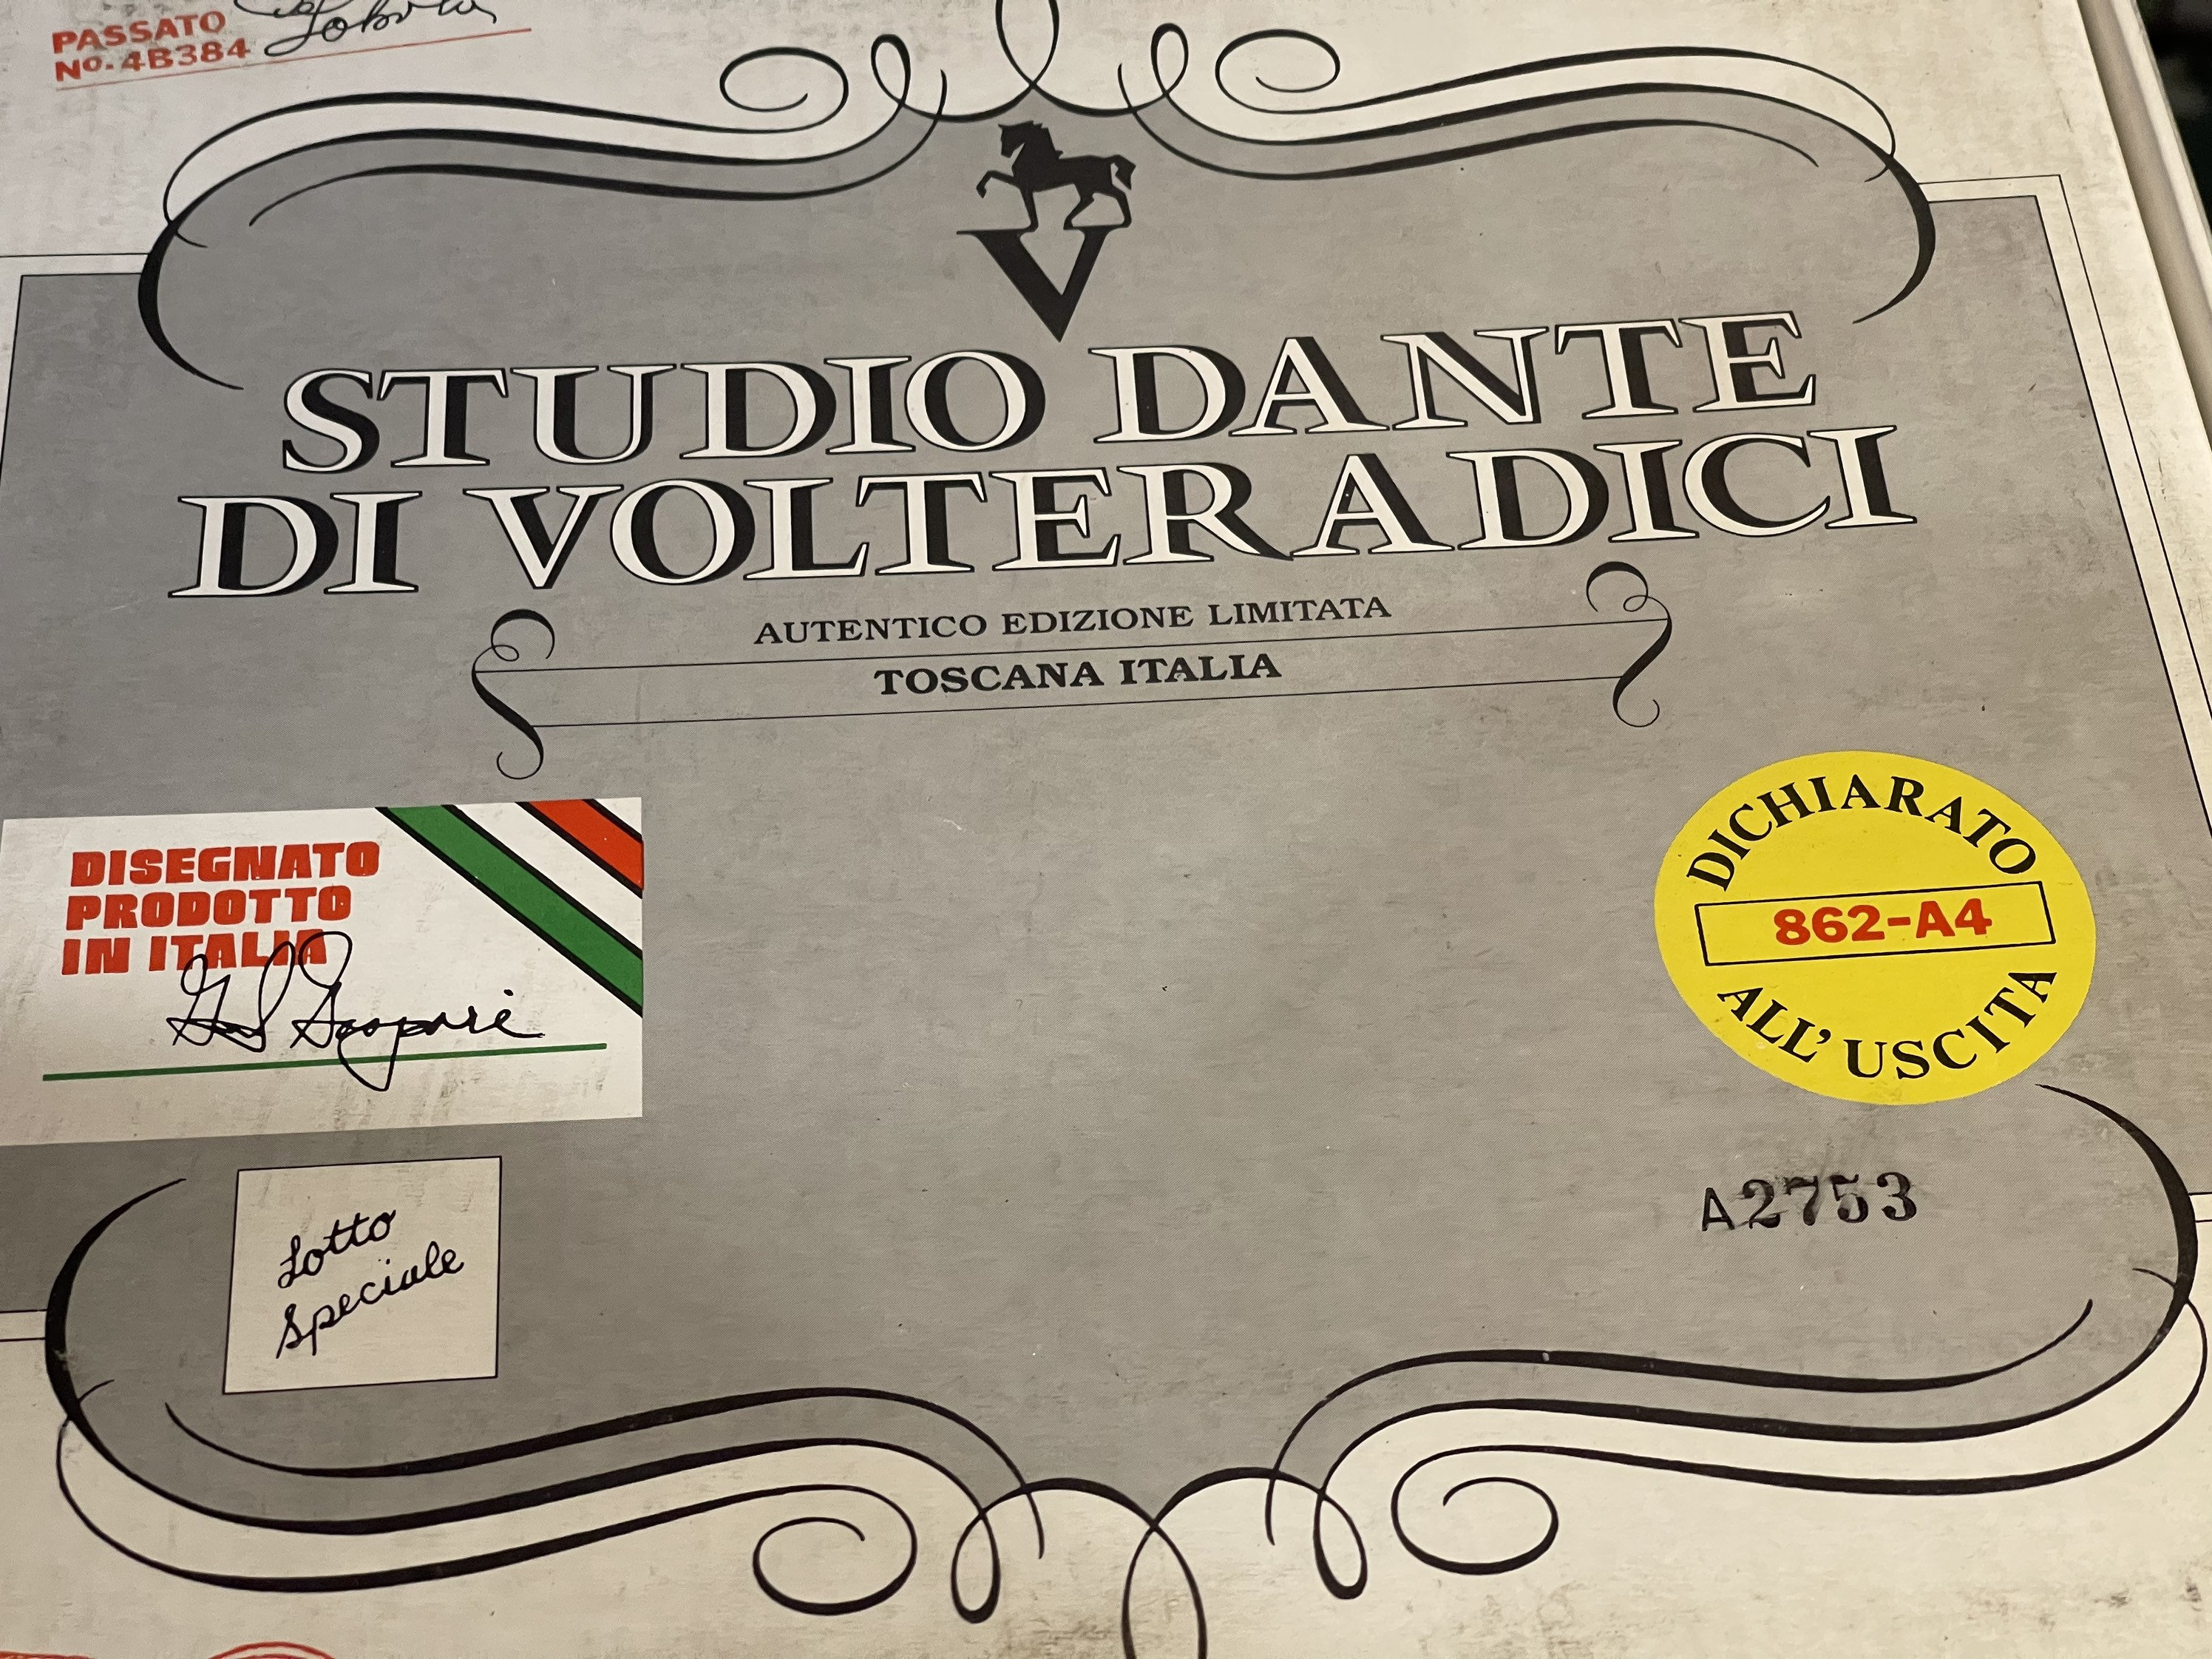 PASSATO
No. 4B384
V
STUDIO DANTE
DI VOLTERADICI
AUTENTICO EDIZIONE LIMITATA
TOSCANA ITALIA
DISEGNATO
PRODOTTO
IN ITALIA
DICHIARATO
862-A4
ALL' USCITA
A2753
Lotto
Speciale